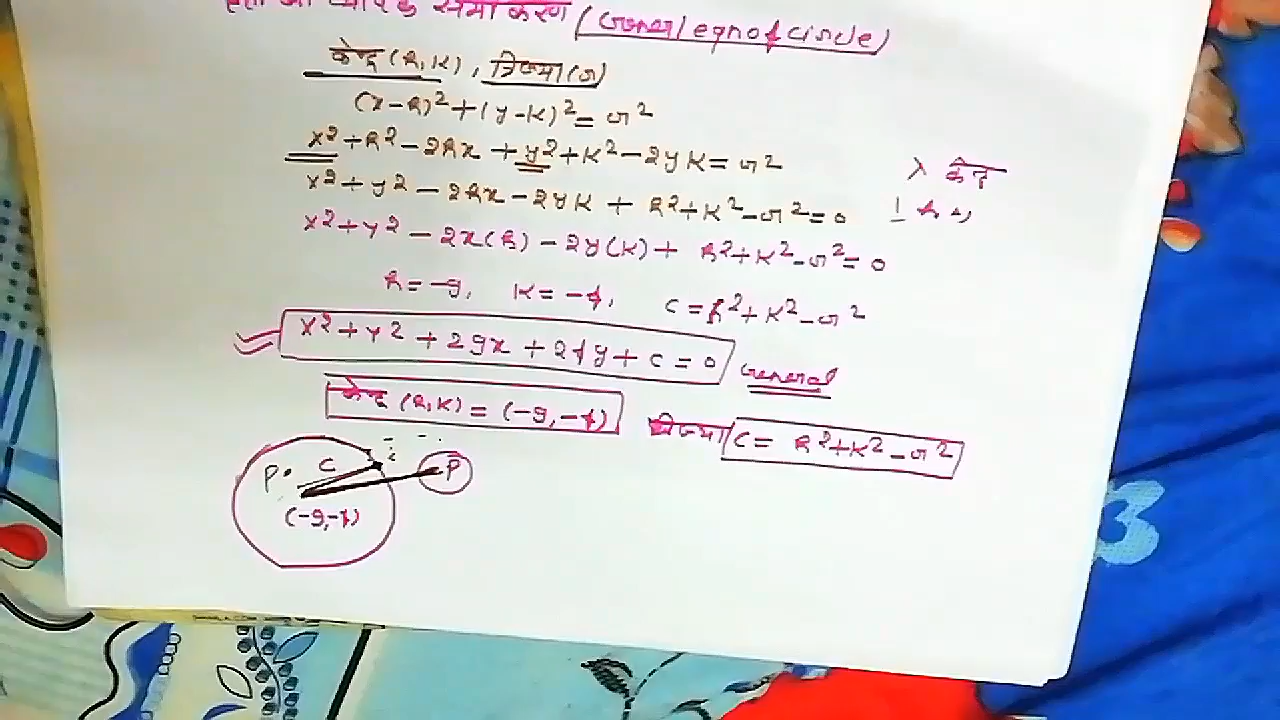 समीकरण (General eqn of circle)
केन्द्र (h, k), त्रिज्या (r)
(x-h)²+(y-k)²=r²
x²+h²-2hx+y²+k²-2yk=r²
x²+y²-2hx-2yk+h²+k²-r²=0
x²+y²-2x(h)-2y(k)+h²+k²-r²=0
h=-g, k=-f, c=h²+k²-r²
x²+y²+2gx+2fy+c=0 General
केन्द्र (h,k)=(-g,-f) त्रिज्या c=h²+k²-r²
P c P
(-g,-f)